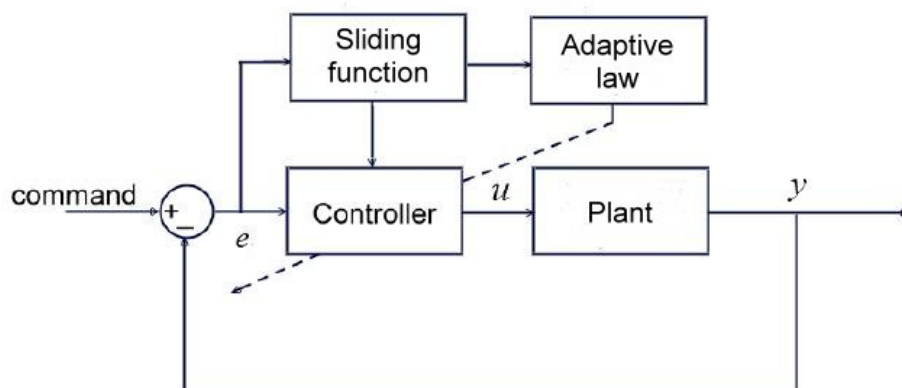 Sliding
function
Adaptive
law
command
+
−
e
Controller
u
Plant
y